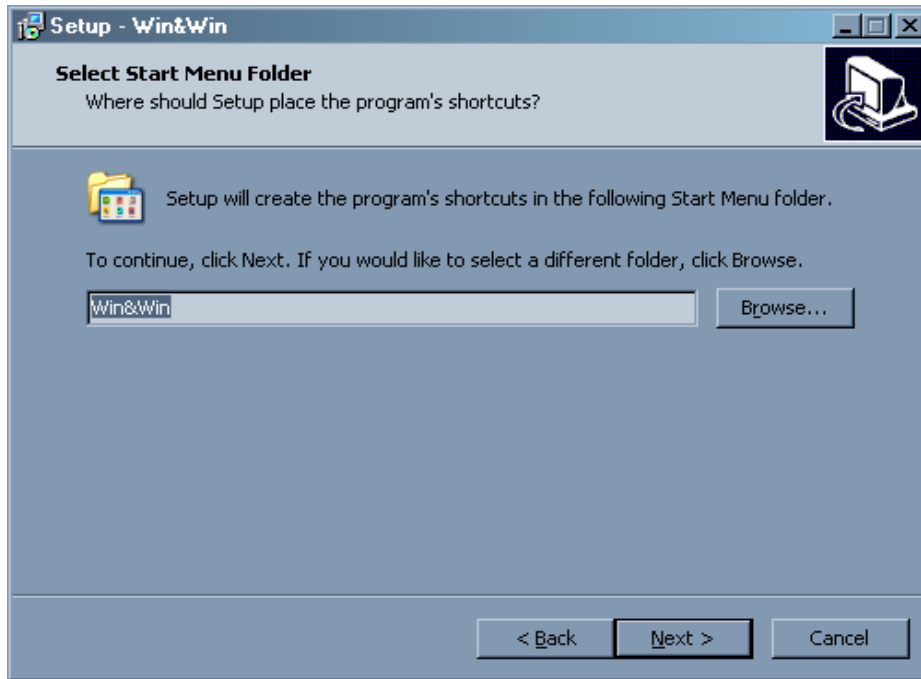 Setup - Win&Win
Select Start Menu Folder
Where should Setup place the program's shortcuts?
Setup will create the program's shortcuts in the following Start Menu folder.
To continue, click Next. If you would like to select a different folder, click Browse.
Win&Win
Browse...
< Back
Next >
Cancel